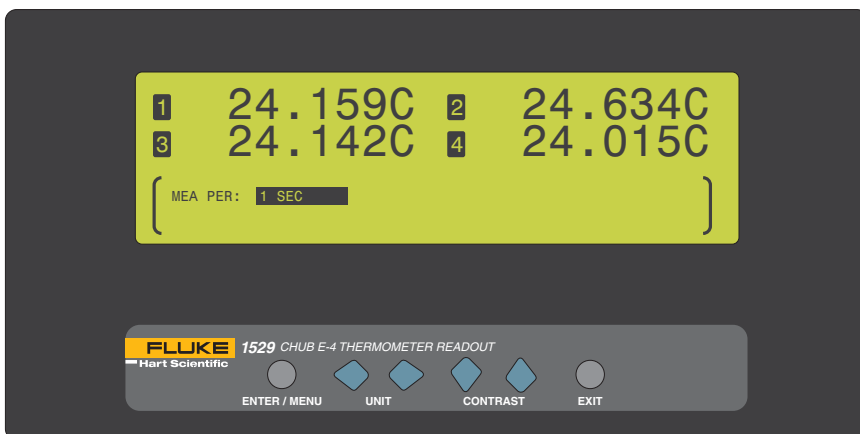 1 24.159C 2 24.634C
3 24.142C 4 24.015C
MEA PER: 1 SEC
FLUKE 1529 CHUB E-4 THERMOMETER READOUT
Hart Scientific
ENTER / MENU UNIT CONTRAST EXIT